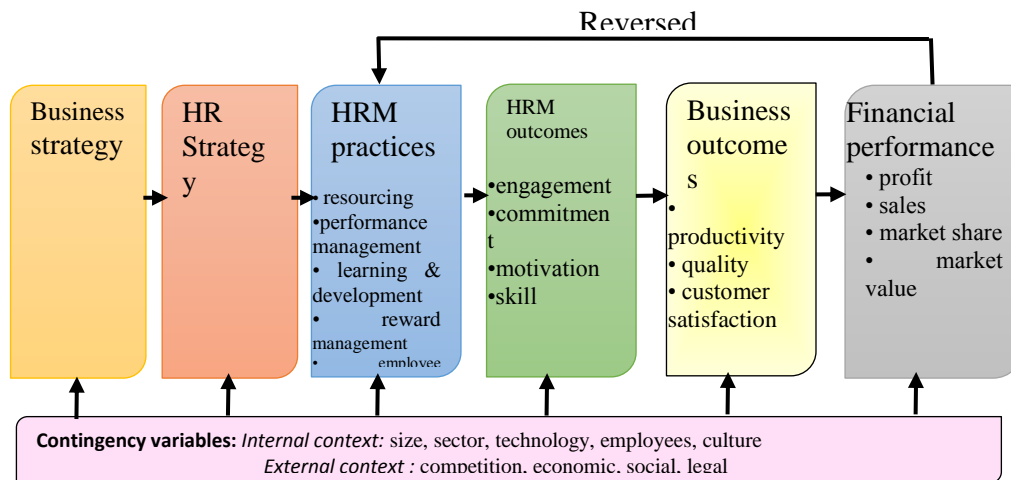 Reversed
Business
strategy
HR
Strateg
y
HRM
practices
• resourcing
•performance
management
• learning &
development
• reward
management
• employee
HRM
outcomes
•engagement
•commitmen
t
•motivation
•skill
Business
outcome
s
•
productivity
• quality
• customer
satisfaction
Financial
performance
• profit
• sales
• market share
• market
value
Contingency variables: Internal context: size, sector, technology, employees, culture
External context : competition, economic, social, legal